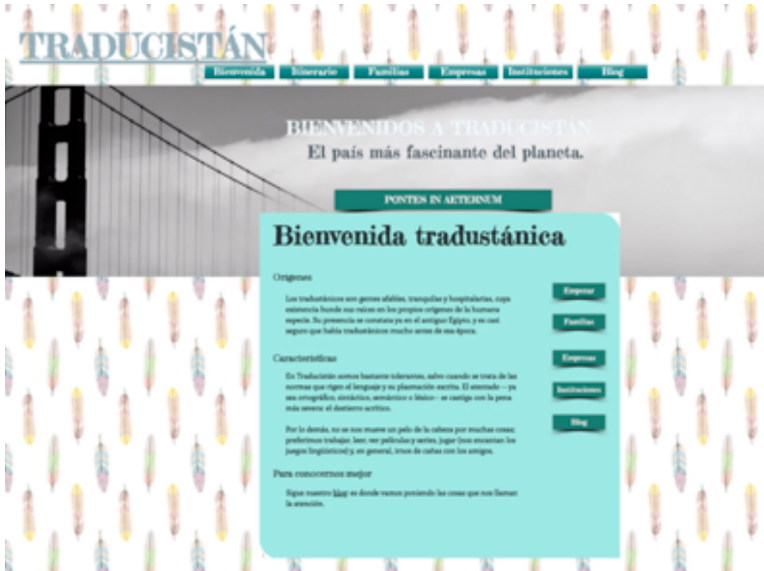 TRADUCISTÁN
Bienvenida Itinerario Familias Empresas Instituciones Blog
BIENVENIDOS A TRADUCISTÁN
El país más fascinante del planeta.
PONTES IN AETERNUM
Bienvenida tradustánica
Orígenes
Los tradustánicos son gentes afables, tranquilas y hospitalarias, cuya
existencia hunde sus raíces en los propios orígenes de la humana
especie. Su presencia se constata ya en el antiguo Egipto, y es casi
seguro que había tradustánicos mucho antes de esa época.
Características
En Traducistán somos bastante tolerantes, salvo cuando se trata de las
normas que rigen el lenguaje y su plasmación escrita. El atentado — ya
sea ortográfico, sintáctico, semántico o léxico— se castiga con la pena
más severa: el destierro acrítico.
Por lo demás, no se nos mueve un pelo de la cabeza por muchas cosas:
preferimos trabajar, leer, ver películas y series, jugar (nos encantan los
juegos lingüísticos) y, en general, irnos de cañas con los amigos.
Para conocernos mejor
Sigue nuestro blog: es donde vamos poniendo las cosas que nos llaman
la atención.
Empezar
Familias
Empresas
Instituciones
Blog